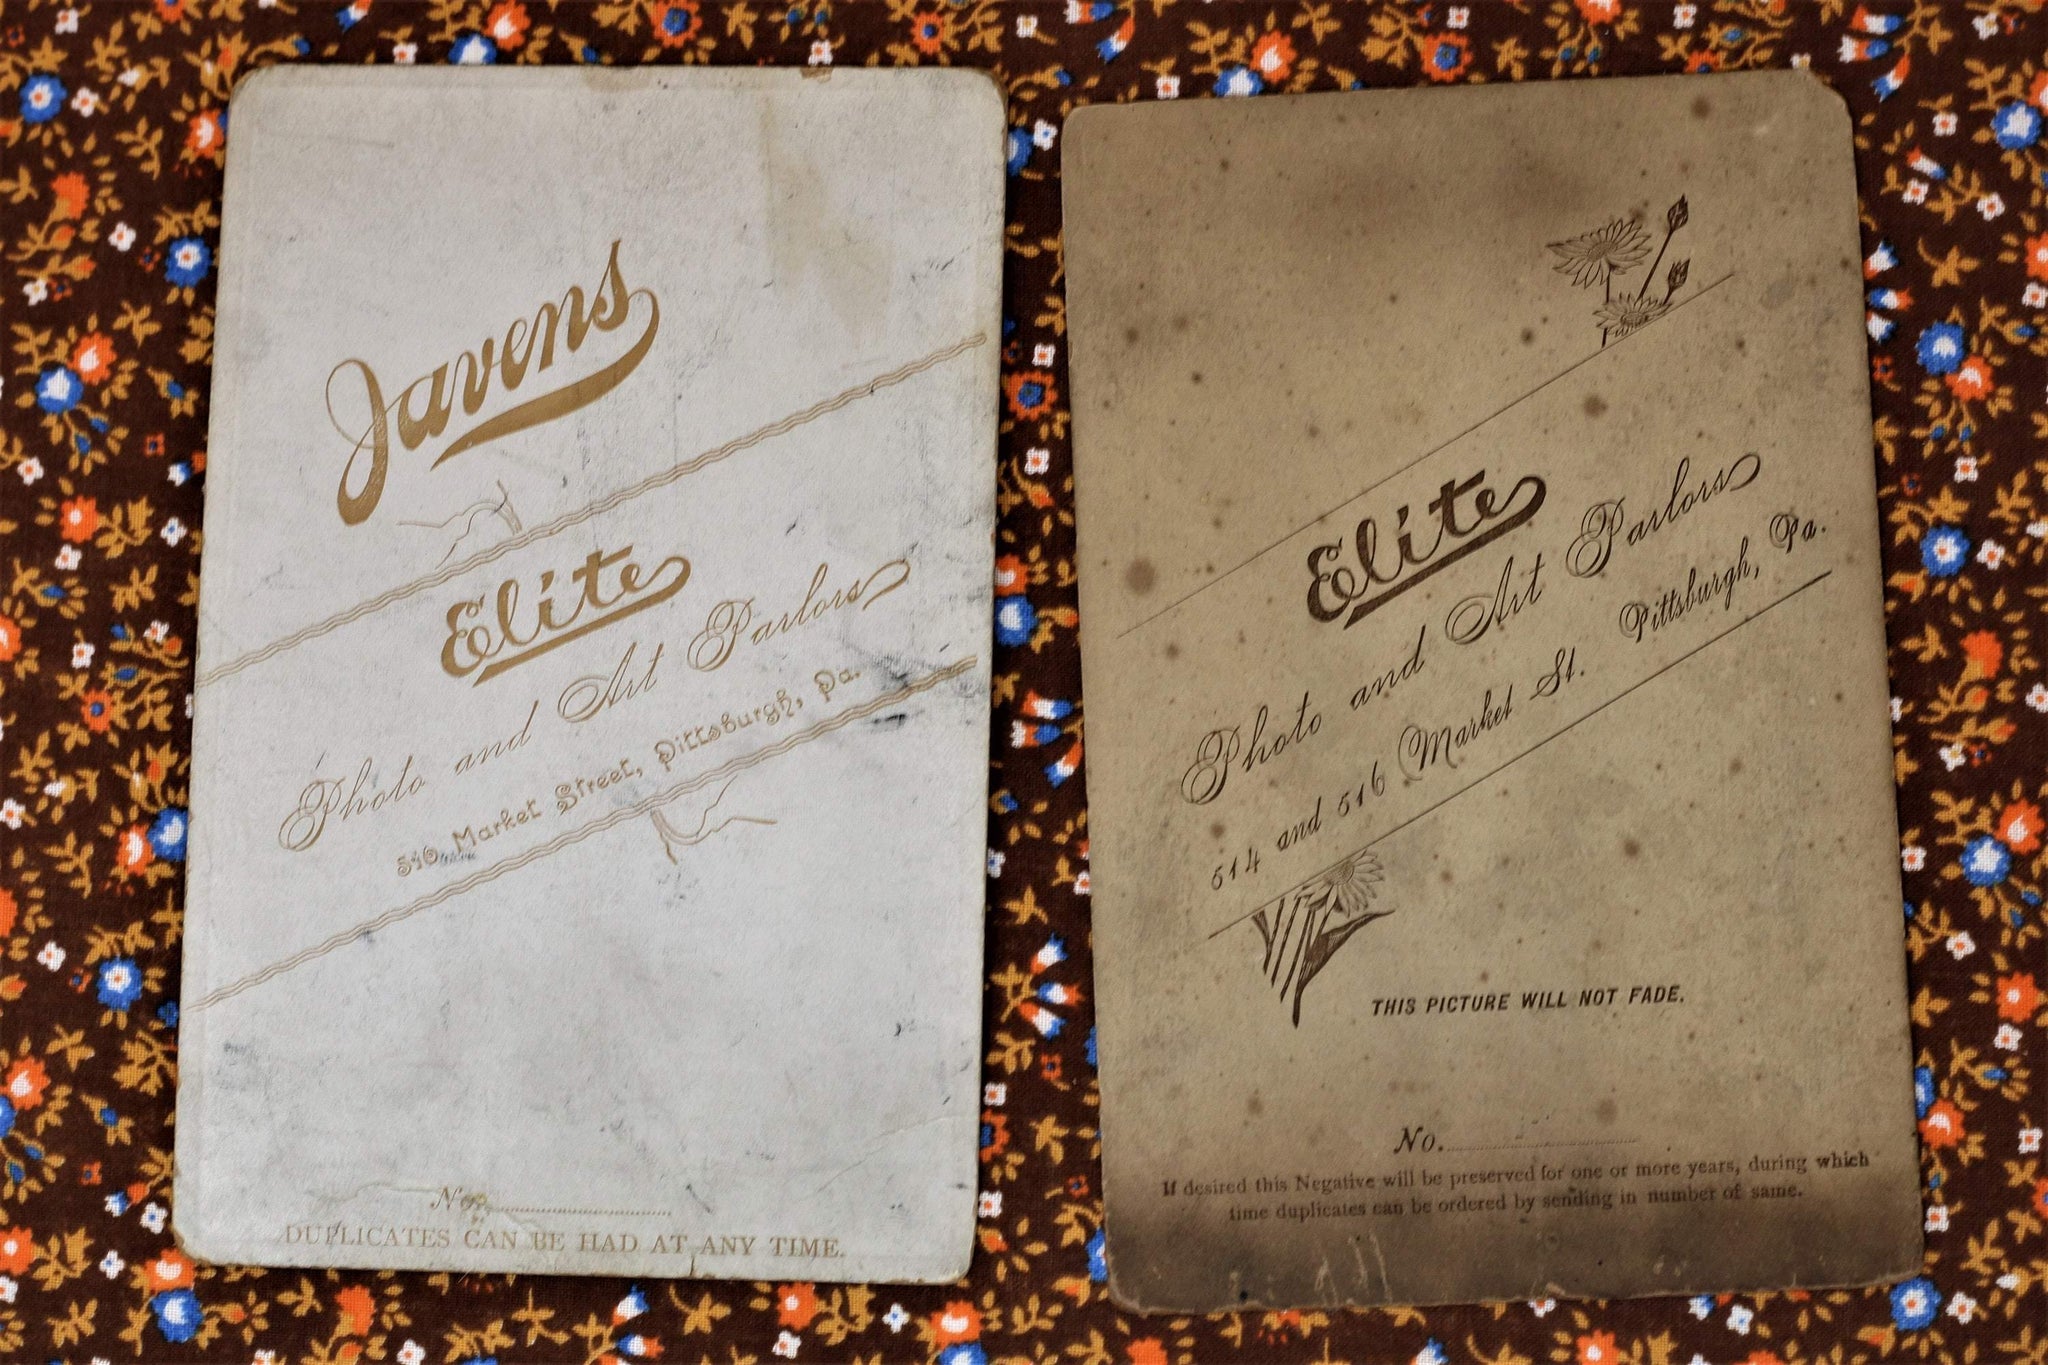 Javens
Elite
Photo and Art Parlors
516 Market Street, Pittsburgh, Pa.
No.
DUPLICATES CAN BE HAD AT ANY TIME.
Elite
Photo and Art Parlors
514 and 516 Market St. Pittsburgh, Pa.
THIS PICTURE WILL NOT FADE.
No.
If desired this Negative will be preserved for one or more years, during which
time duplicates can be ordered by sending in number of same.